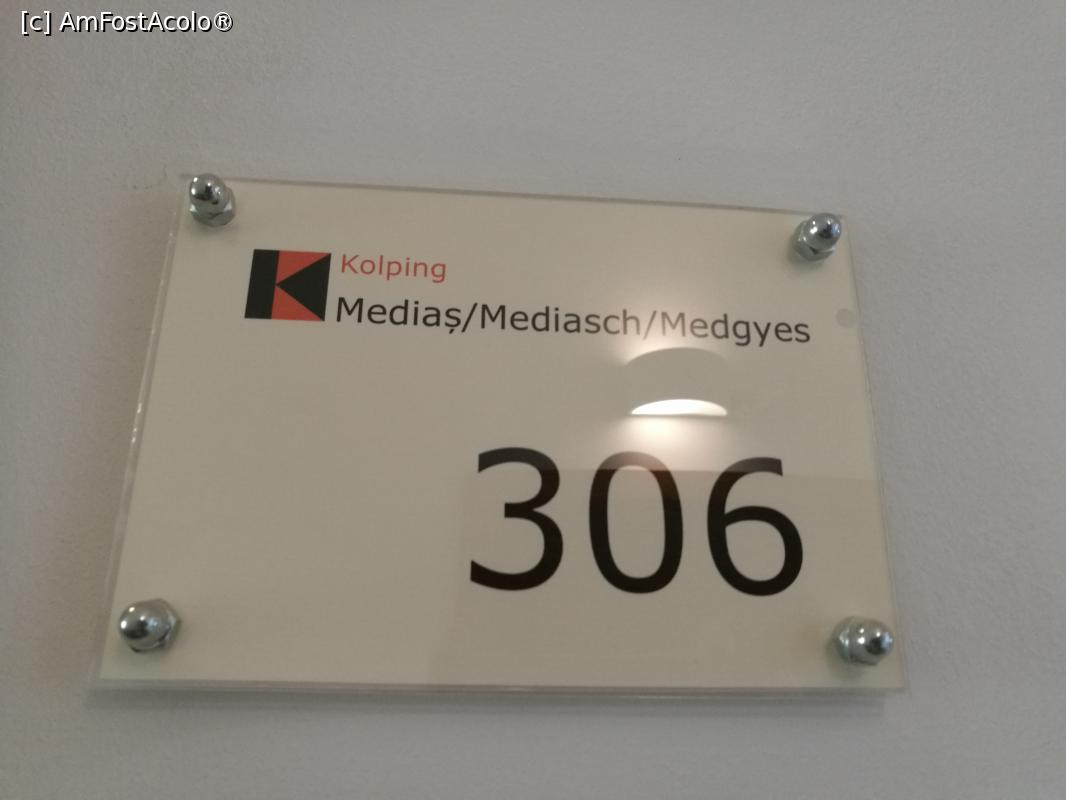 [c] AmFostAcolo®
Kolping
Mediaș/Mediasch/Medgyes
306